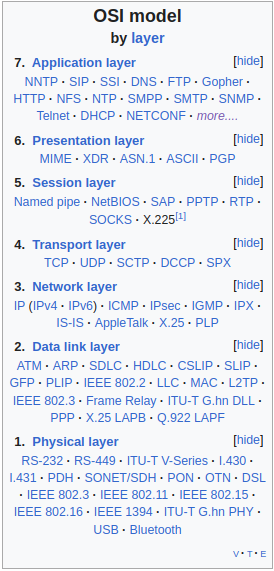 OSI model
by layer
7. Application layer [hide]
NNTP · SIP · SSI · DNS · FTP · Gopher ·
HTTP · NFS · NTP · SMPP · SMTP · SNMP ·
Telnet · DHCP · NETCONF · more....
6. Presentation layer [hide]
MIME · XDR · ASN.1 · ASCII · PGP
5. Session layer [hide]
Named pipe · NetBIOS · SAP · PPTP · RTP ·
SOCKS · X.225[1]
4. Transport layer [hide]
TCP · UDP · SCTP · DCCP · SPX
3. Network layer [hide]
IP (IPv4 · IPv6) · ICMP · IPsec · IGMP · IPX ·
IS-IS · AppleTalk · X.25 · PLP
2. Data link layer [hide]
ATM · ARP · SDLC · HDLC · CSLIP · SLIP ·
GFP · PLIP · IEEE 802.2 · LLC · MAC · L2TP ·
IEEE 802.3 · Frame Relay · ITU-T G.hn DLL ·
PPP · X.25 LAPB · Q.922 LAPF
1. Physical layer [hide]
RS-232 · RS-449 · ITU-T V-Series · I.430 ·
I.431 · PDH · SONET/SDH · PON · OTN · DSL
· IEEE 802.3 · IEEE 802.11 · IEEE 802.15 ·
IEEE 802.16 · IEEE 1394 · ITU-T G.hn PHY ·
USB · Bluetooth
V · T · E